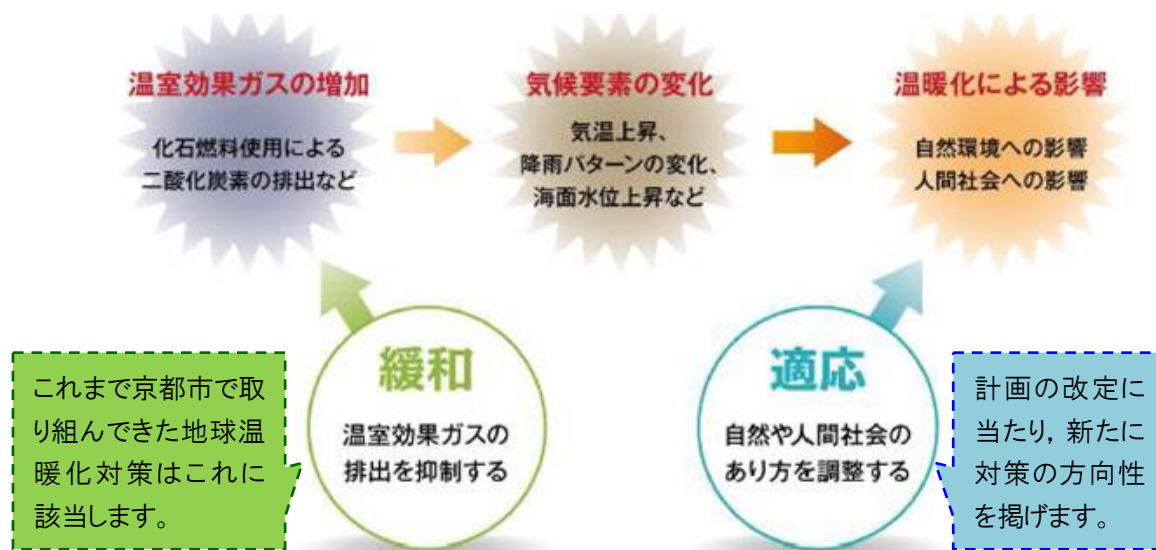 温室効果ガスの増加
化石燃料使用による
二酸化炭素の排出など
気候要素の変化
気温上昇、
降雨パターンの変化、
海面水位上昇など
温暖化による影響
自然環境への影響
人間社会への影響
緩和
温室効果ガスの
排出を抑制する
適応
自然や人間社会の
あり方を調整する
これまで京都市で取
り組んできた地球温
暖化対策はこれに
該当します。
計画の改定に
当たり，新たに
対策の方向性
を掲げます。